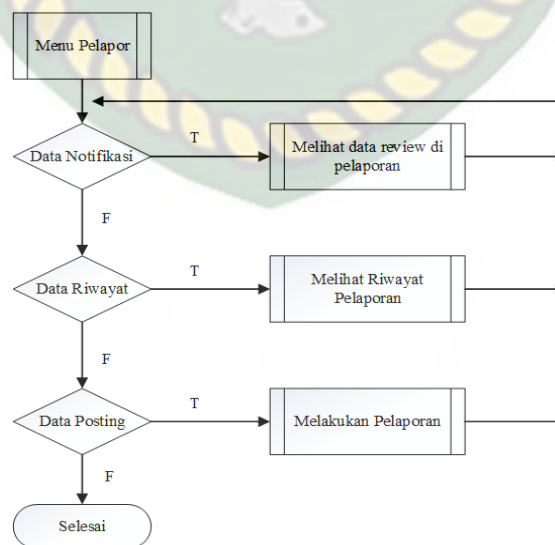 Menu Pelapor
Data Notifikasi
T
Melihat data review di
pelaporan
F
Data Riwayat
T
Melihat Riwayat
Pelaporan
F
Data Posting
T
Melakukan Pelaporan
F
Selesai